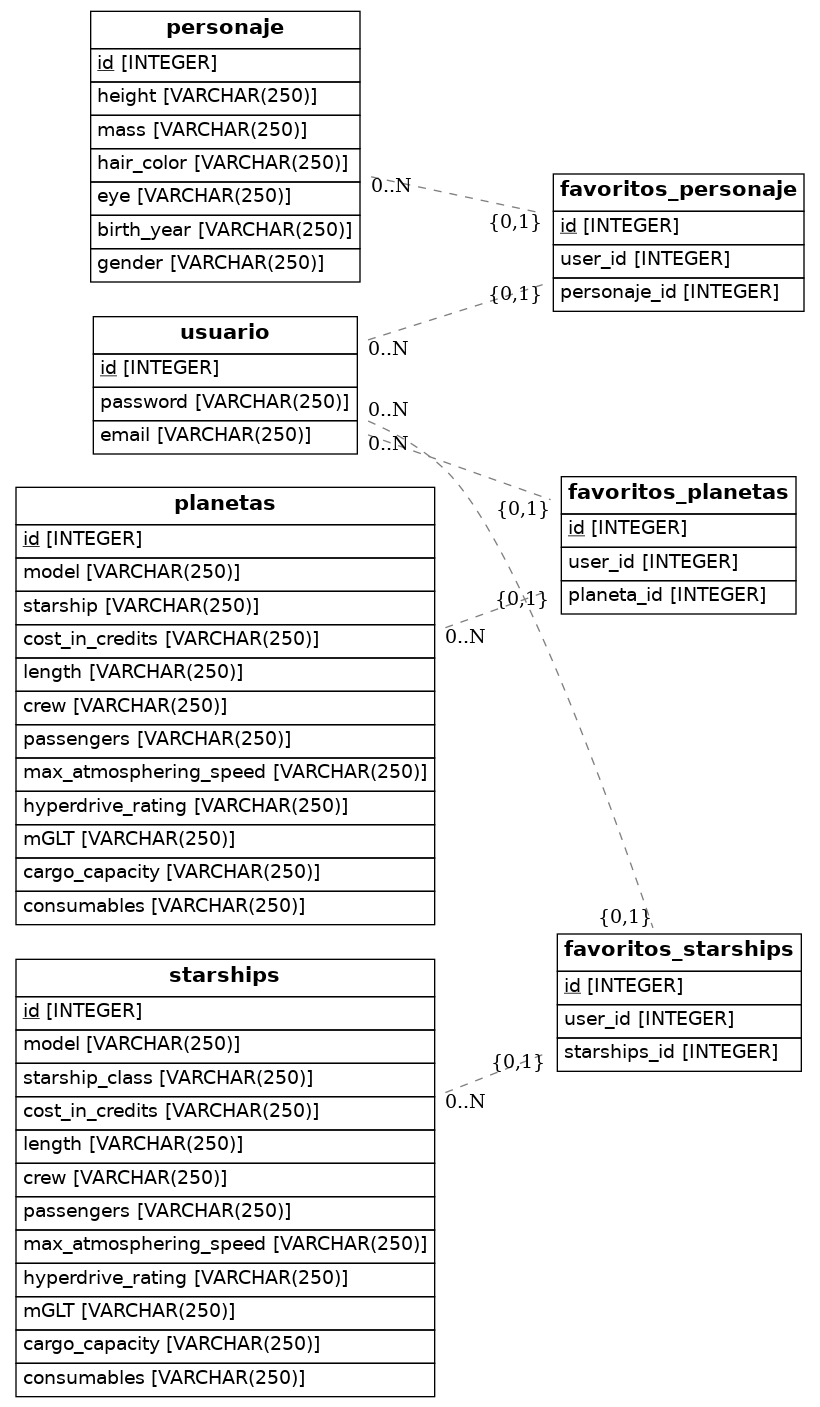 personaje
id [INTEGER]
height [VARCHAR(250)]
mass [VARCHAR(250)]
hair_color [VARCHAR(250)]
eye [VARCHAR(250)]
birth_year [VARCHAR(250)]
gender [VARCHAR(250)]
0..N
{0,1}
favoritos_personaje
id [INTEGER]
user_id [INTEGER]
personaje_id [INTEGER]
{0,1}
0..N
usuario
id [INTEGER]
password [VARCHAR(250)]
email [VARCHAR(250)]
0..N
0..N
{0,1}
favoritos_planetas
id [INTEGER]
user_id [INTEGER]
planeta_id [INTEGER]
{0,1}
0..N
planetas
id [INTEGER]
model [VARCHAR(250)]
starship [VARCHAR(250)]
cost_in_credits [VARCHAR(250)]
length [VARCHAR(250)]
crew [VARCHAR(250)]
passengers [VARCHAR(250)]
max_atmosphering_speed [VARCHAR(250)]
hyperdrive_rating [VARCHAR(250)]
mGLT [VARCHAR(250)]
cargo_capacity [VARCHAR(250)]
consumables [VARCHAR(250)]
{0,1}
favoritos_starships
id [INTEGER]
user_id [INTEGER]
starships_id [INTEGER]
{0,1}
0..N
starships
id [INTEGER]
model [VARCHAR(250)]
starship_class [VARCHAR(250)]
cost_in_credits [VARCHAR(250)]
length [VARCHAR(250)]
crew [VARCHAR(250)]
passengers [VARCHAR(250)]
max_atmosphering_speed [VARCHAR(250)]
hyperdrive_rating [VARCHAR(250)]
mGLT [VARCHAR(250)]
cargo_capacity [VARCHAR(250)]
consumables [VARCHAR(250)]